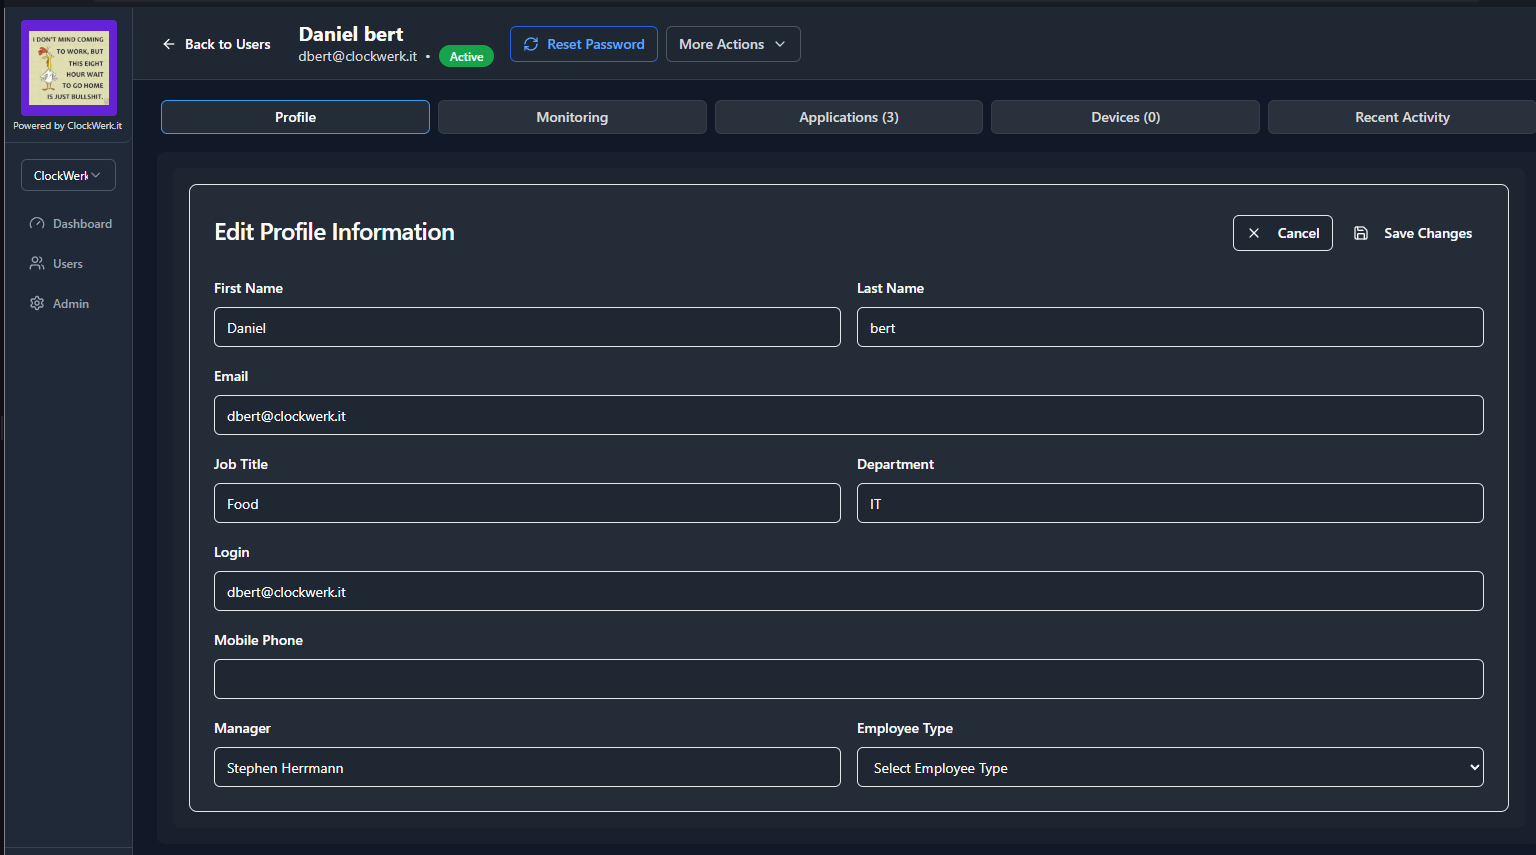 I DON'T MIND COMING
TO WORK, BUT
THIS EIGHT
HOUR WAIT
TO GO HOME
IS JUST BULLSHIT.
Powered by ClockWerk.it
ClockWerk
Dashboard
Users
Admin
Back to Users
Daniel bert
dbert@clockwerk.it • Active
Reset Password
More Actions
Profile
Monitoring
Applications (3)
Devices (0)
Recent Activity
Edit Profile Information
Cancel
Save Changes
First Name
Last Name
Daniel
bert
Email
dbert@clockwerk.it
Job Title
Department
Food
IT
Login
dbert@clockwerk.it
Mobile Phone
Manager
Employee Type
Stephen Herrmann
Select Employee Type